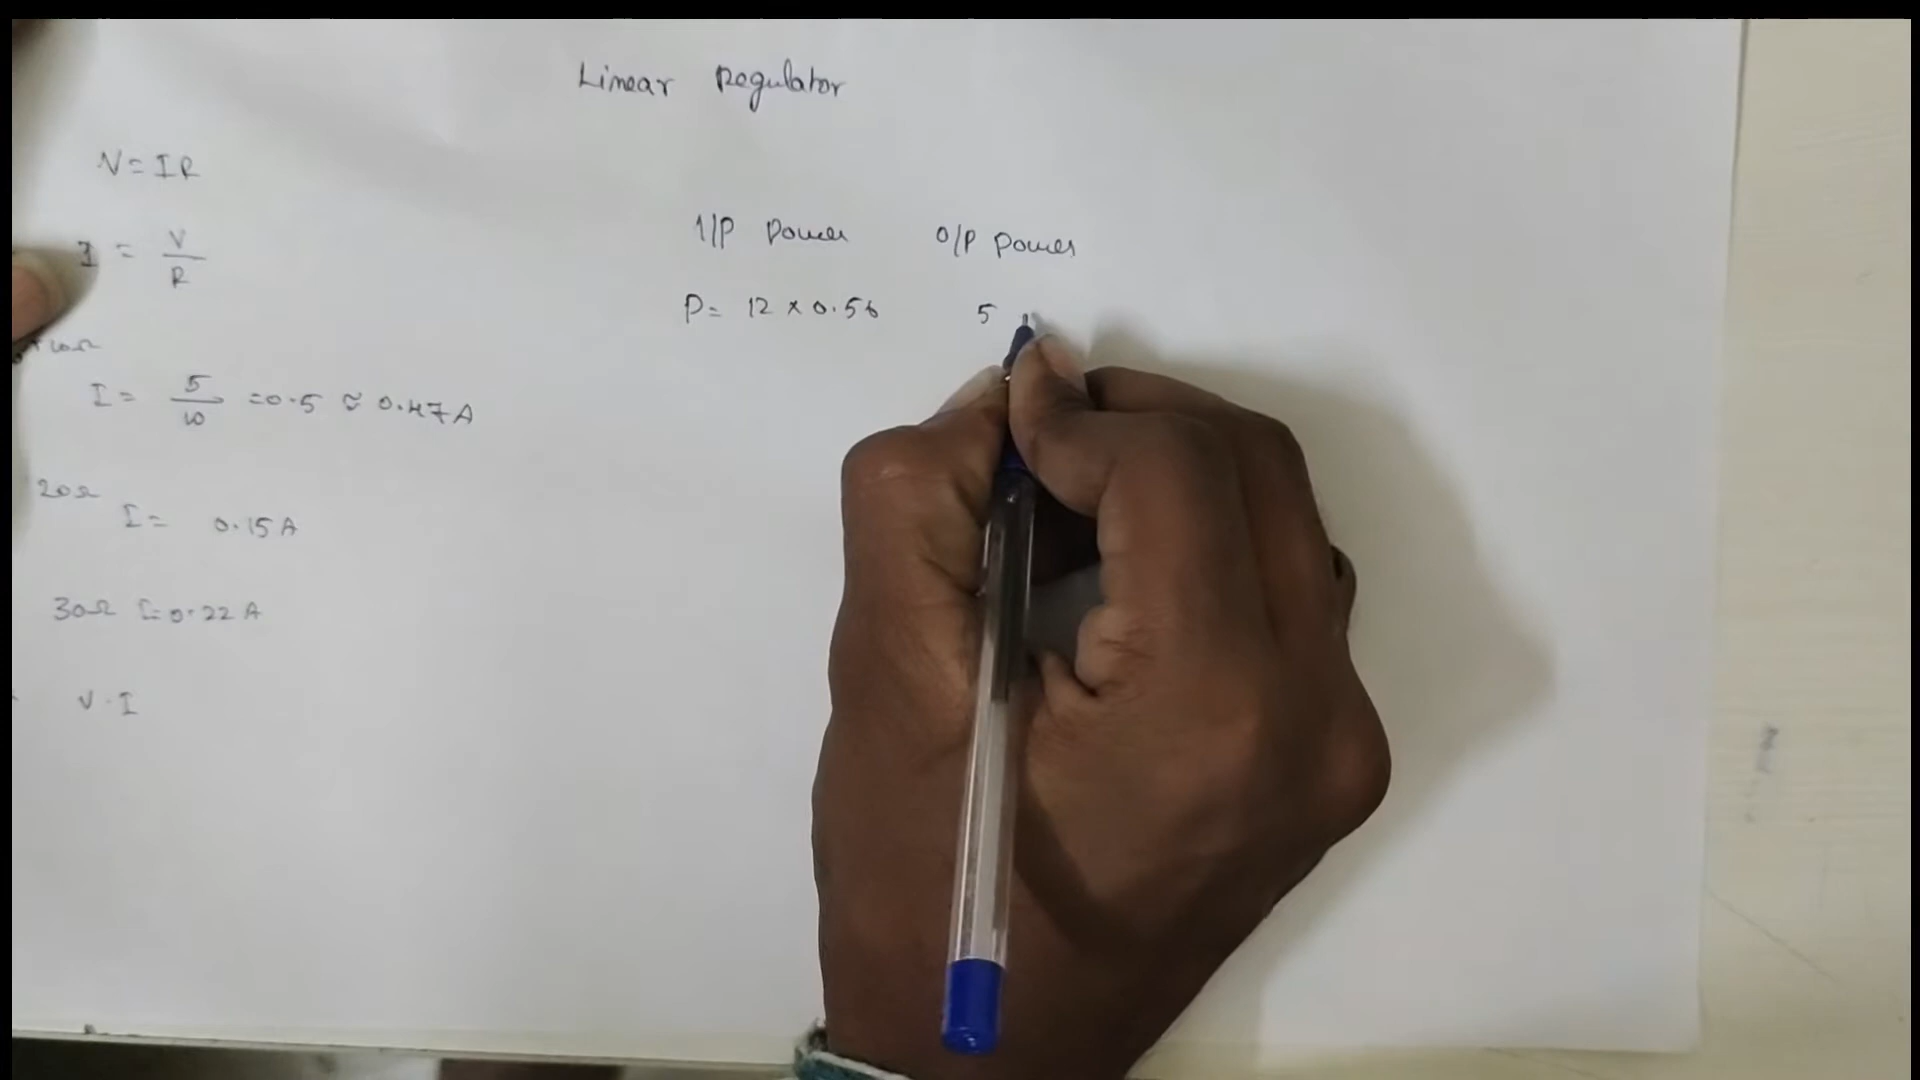 Linear Regulator
V = IR
I = V / R
10Ω
I = 5 / 10 = 0.5 ≈ 0.47A
20Ω
I = 0.15A
30Ω I = 0.22A
V . I
I/P Power O/P Power
P = 12 × 0.56 5